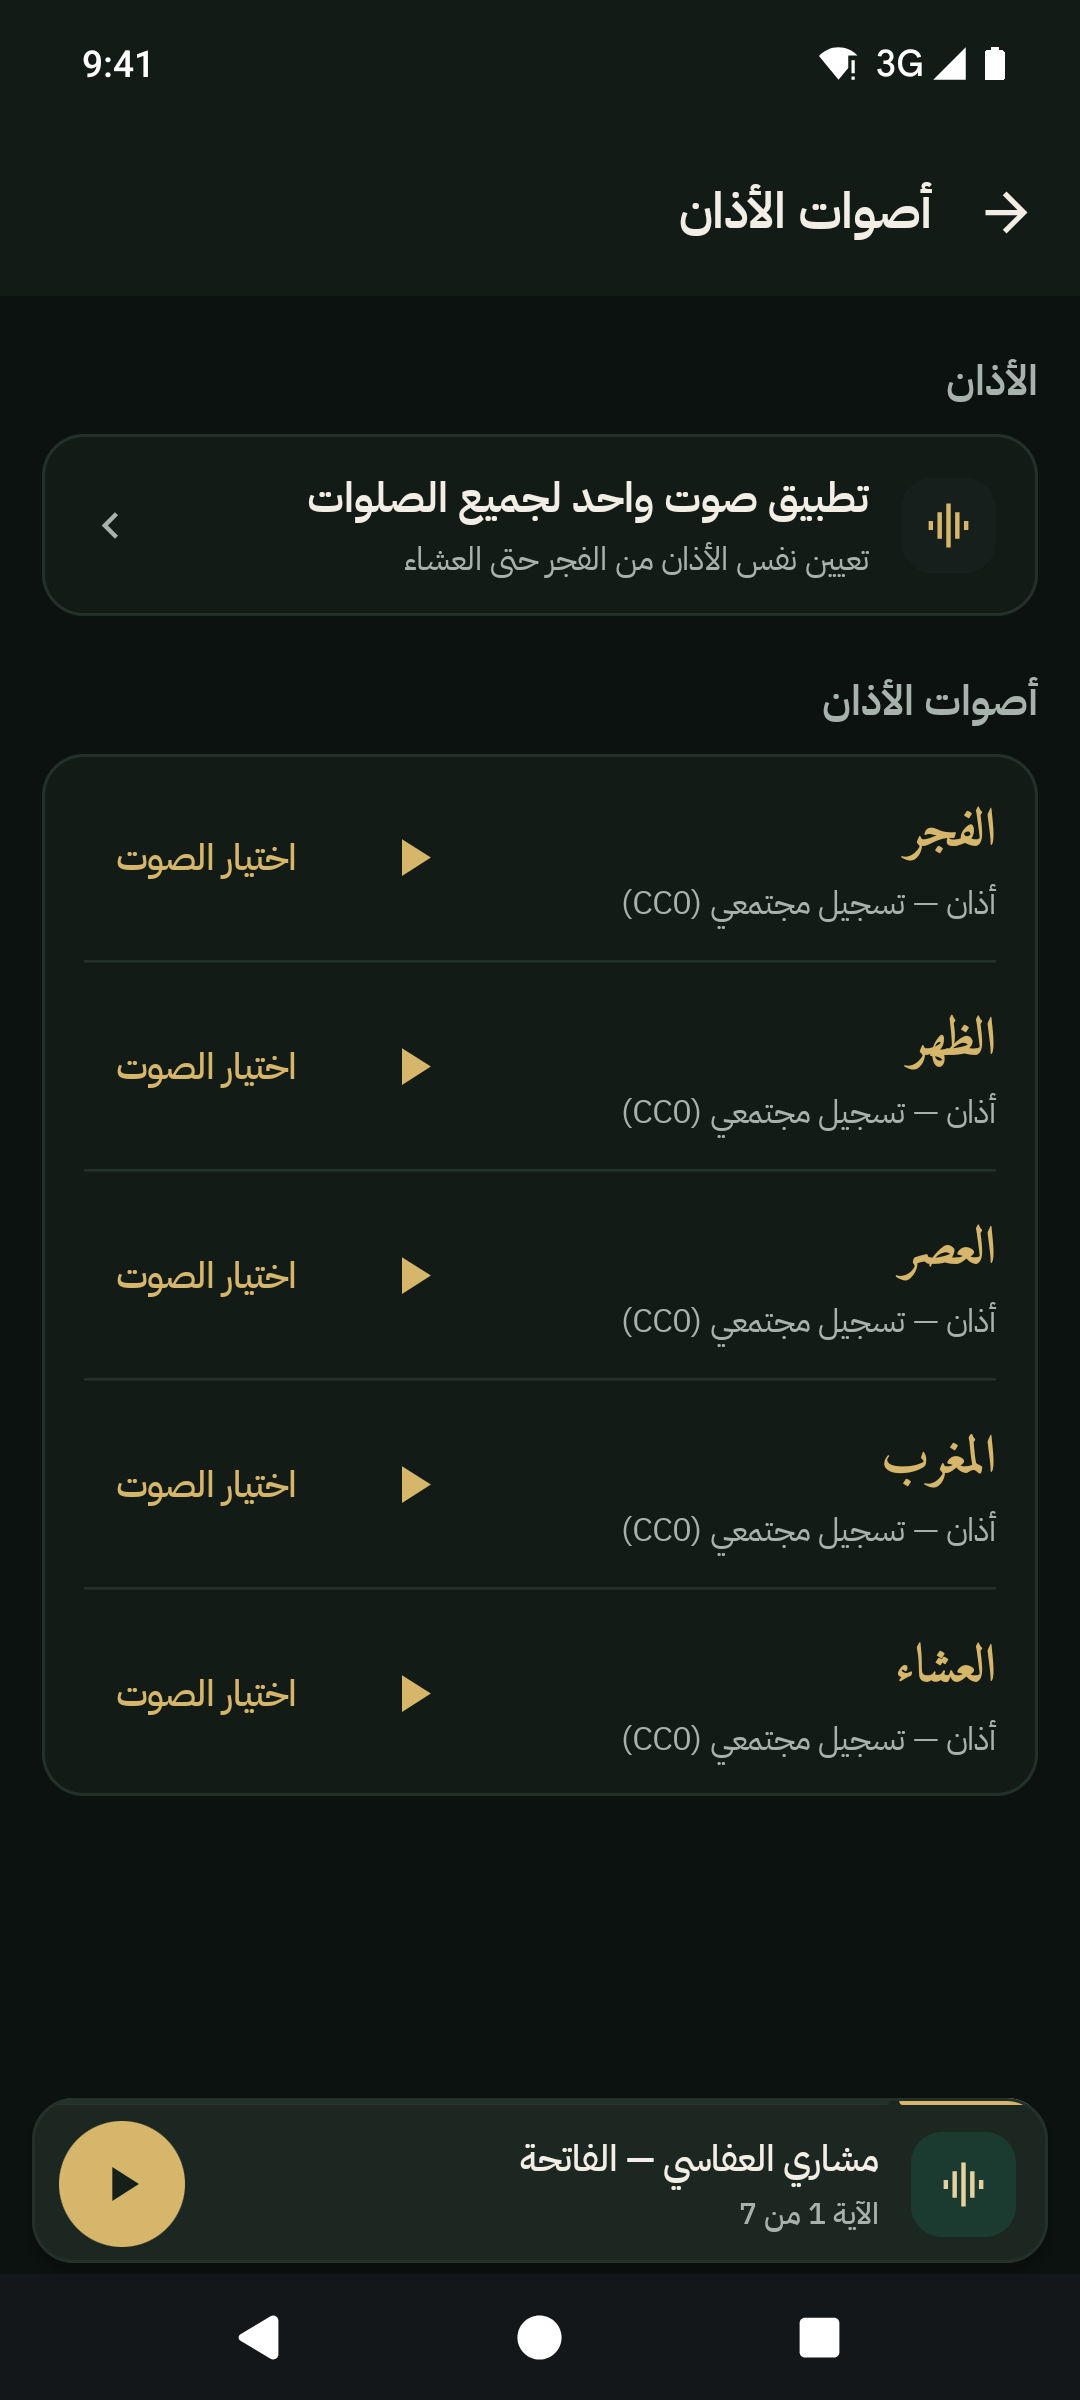 9:41
3G
أصوات الأذان
الأذان
تطبيق صوت واحد لجميع الصلوات
تعيين نفس الأذان من الفجر حتى العشاء
أصوات الأذان
الفجر
أذان — تسجيل مجتمعي (CC0)
اختيار الصوت
الظهر
أذان — تسجيل مجتمعي (CC0)
اختيار الصوت
العصر
أذان — تسجيل مجتمعي (CC0)
اختيار الصوت
المغرب
أذان — تسجيل مجتمعي (CC0)
اختيار الصوت
العشاء
أذان — تسجيل مجتمعي (CC0)
اختيار الصوت
مشاري العفاسي — الفاتحة
الآية 1 من 7